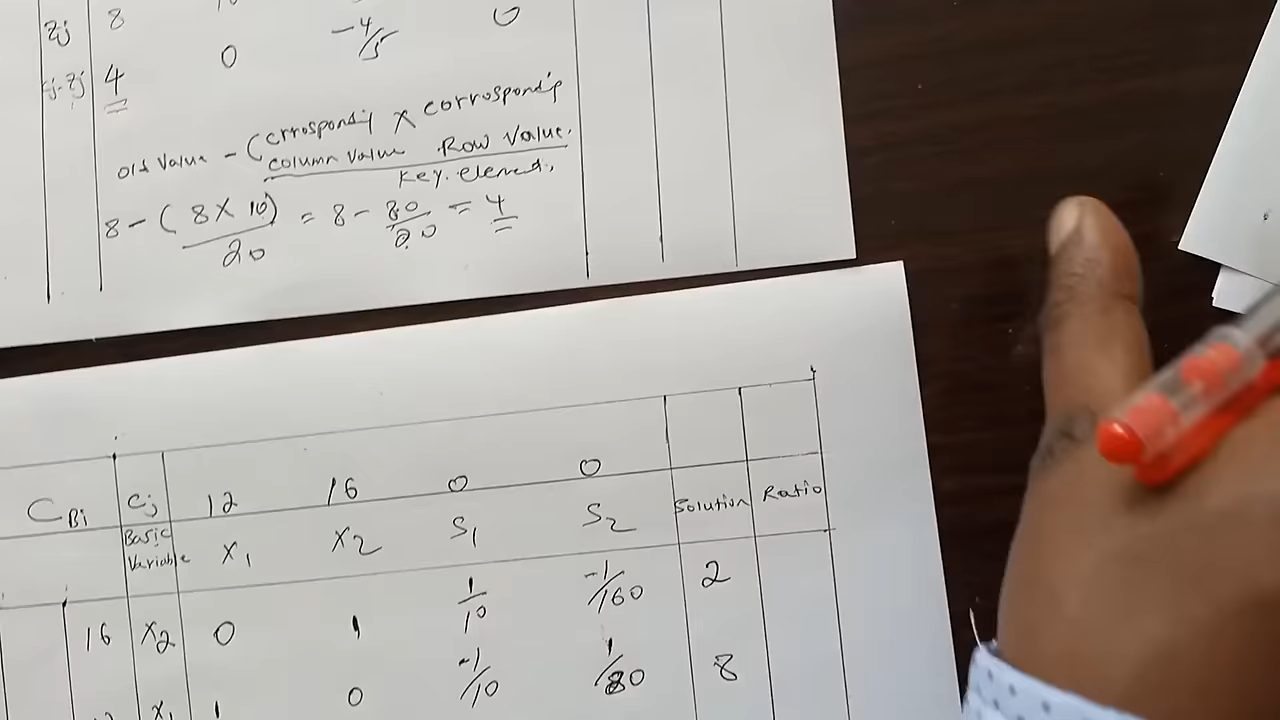 Zj 8
0 -4/5 0
4
Old Value - (Corresponding X Corresponding
column Value Row Value.
Key element.
8 - (8 X 10) = 8 - 80 = 4
20 20
CBi Cj 12 16 0 0
Basic Variable X1 X2 S1 S2 Solution Ratio
16 X2 0 1 1/10 -1/160 2
X1 1 0 -1/10 1/80 8